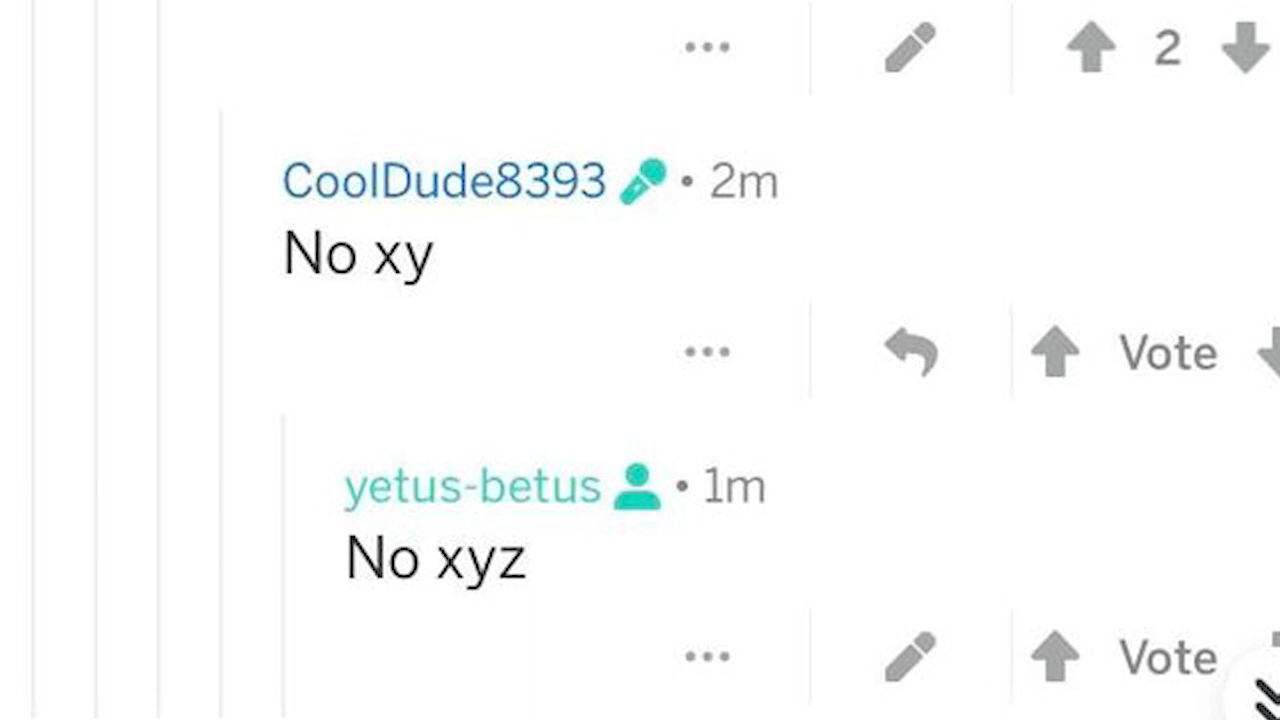 2
CoolDude8393 • 2m
No xy
Vote
yetus-betus • 1m
No xyz
Vote